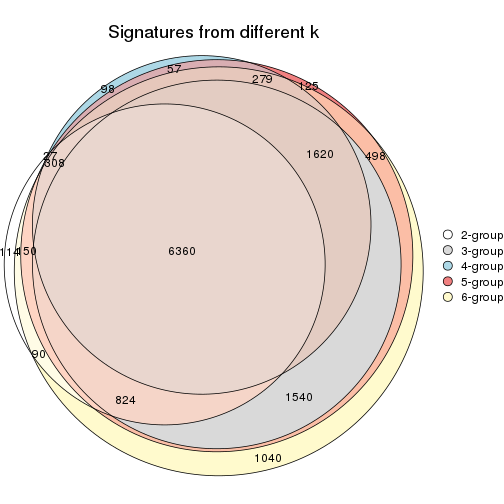 Signatures from different k
57
279
98
125
27
308
1620
498
114
150
6360
2-group
3-group
4-group
5-group
6-group
90
824
1540
1040